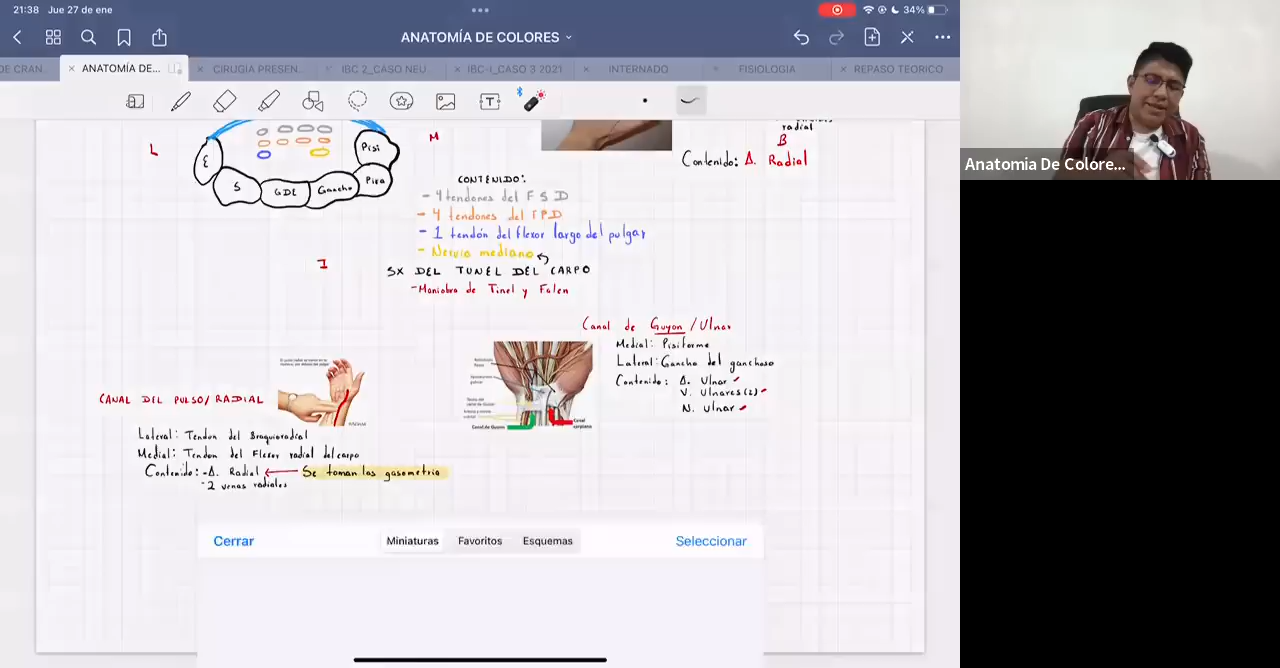 21:38 Jue 27 de ene
34%
ANATOMÍA DE COLORES
DE CRAN
ANATOMÍA DE...
CIRUGÍA PRESEN...
IBC 2_CASO NEU
IBC-I_CASO 3 2021
INTERNADO
FISIOLOGIA
REPASO TEORICO
L
E
S
GDE
Gancho
Pira
Pisi
M
I
radial
B
Contenido: A. Radial
CONTENIDO:
- 4 tendones del F S D
- 4 tendones del F P D
- 1 tendón del flexor largo del pulgar
- Nervio mediano
SX DEL TUNEL DEL CARPO
- Maniobra de Tinel y Falen
Canal de Guyon / Ulnar
Medial: Pisiforme
Lateral: Gancho del ganchoso
Contenido: A. Ulnar
V. Ulnares (2)
N. Ulnar
Canal de Guyon
Canal carpiano
CANAL DEL PULSO/ RADIAL
Lateral: Tendon del Braquioradial
Medial: Tendon del Flexor radial del carpo
Contenido: - A. Radial ← Se toman las gasometria
- 2 venas radiales
Cerrar
Miniaturas
Favoritos
Esquemas
Seleccionar
Anatomia De Colore...